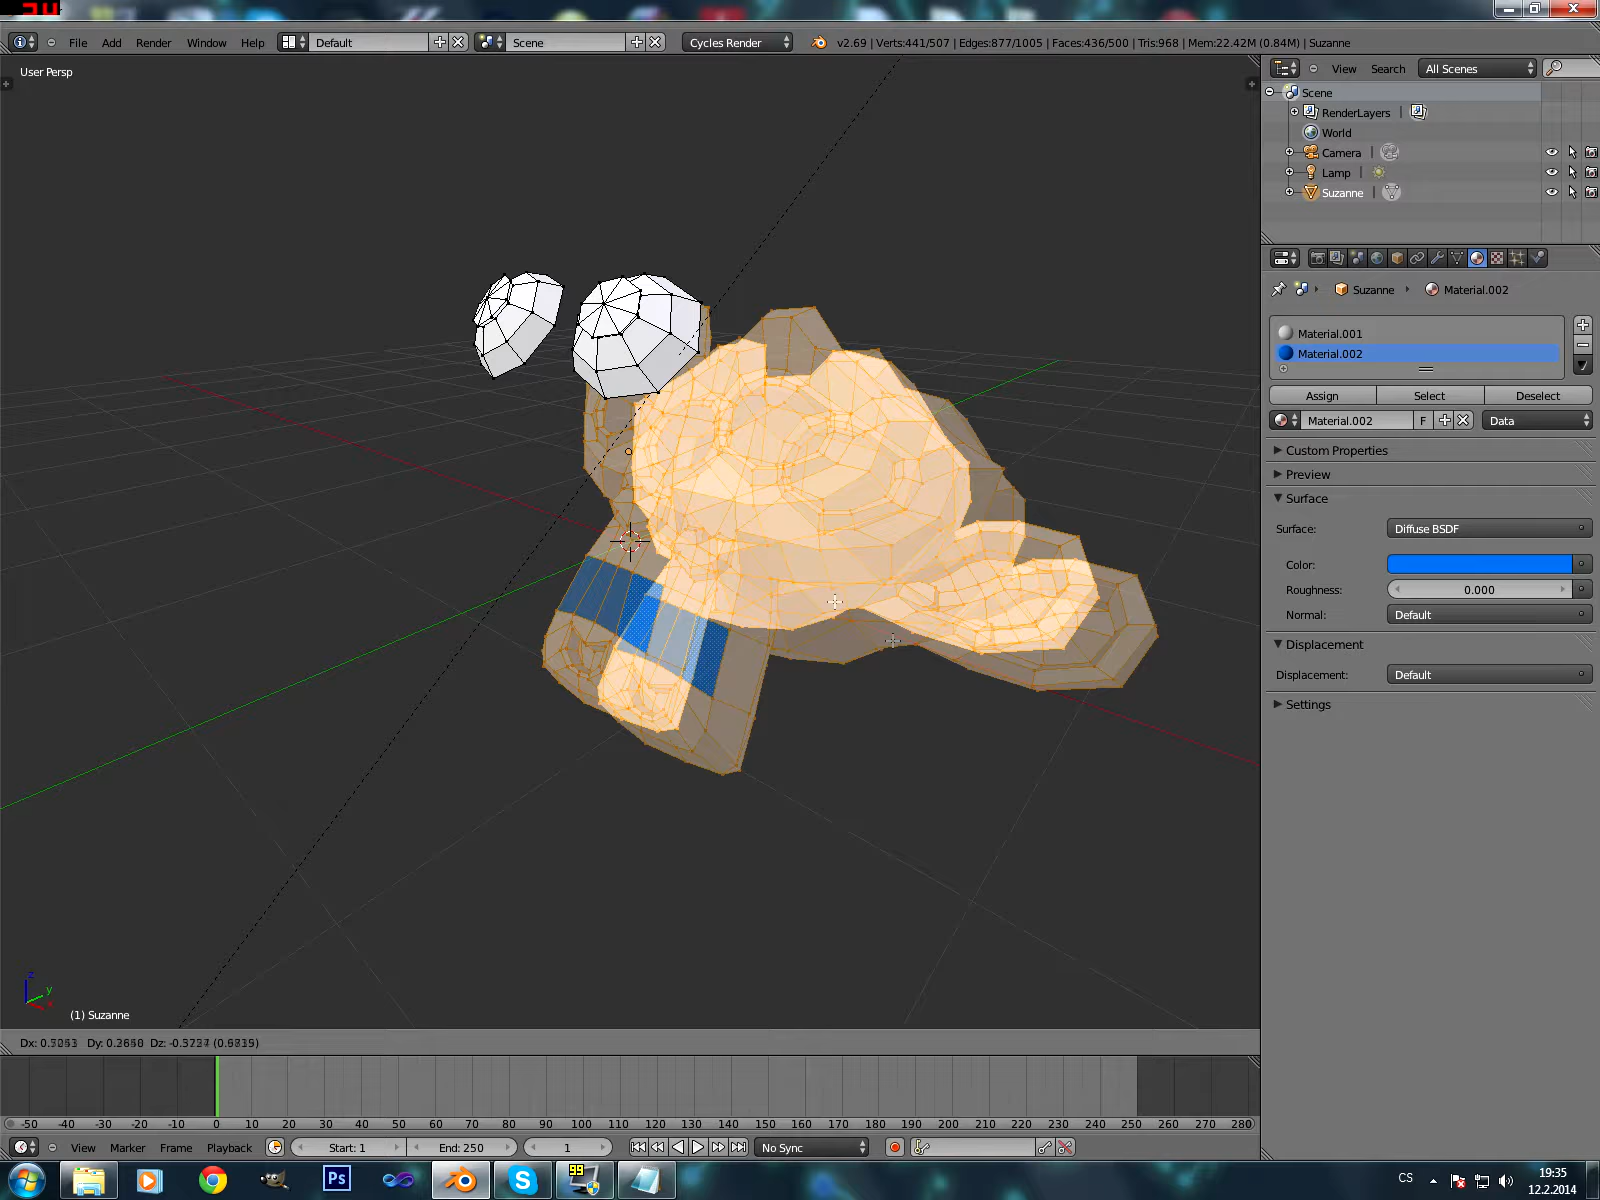 File Add Render Window Help Default Scene Cycles Render v2.69 | Verts:441/507 | Edges:877/1005 | Faces:436/500 | Tris:968 | Mem:22.42M (0.84M) | Suzanne
User Persp
View Search All Scenes
Scene
RenderLayers
World
Camera
Lamp
Suzanne
Suzanne Material.002
Material.001
Material.002
Assign Select Deselect
Material.002 F Data
Custom Properties
Preview
Surface
Surface: Diffuse BSDF
Color:
Roughness: 0.000
Normal: Default
Displacement
Displacement: Default
Settings
z
y
x
(1) Suzanne
Dx: Dy: Dz:
-50 -40 -30 -20 -10 0 10 20 30 40 50 60 70 80 90 100 110 120 130 140 150 160 170 180 190 200 210 220 230 240 250 260 270 280
View Marker Frame Playback Start: 1 End: 250 1 No Sync
Ps
99
CS
19:35
12.2.2014